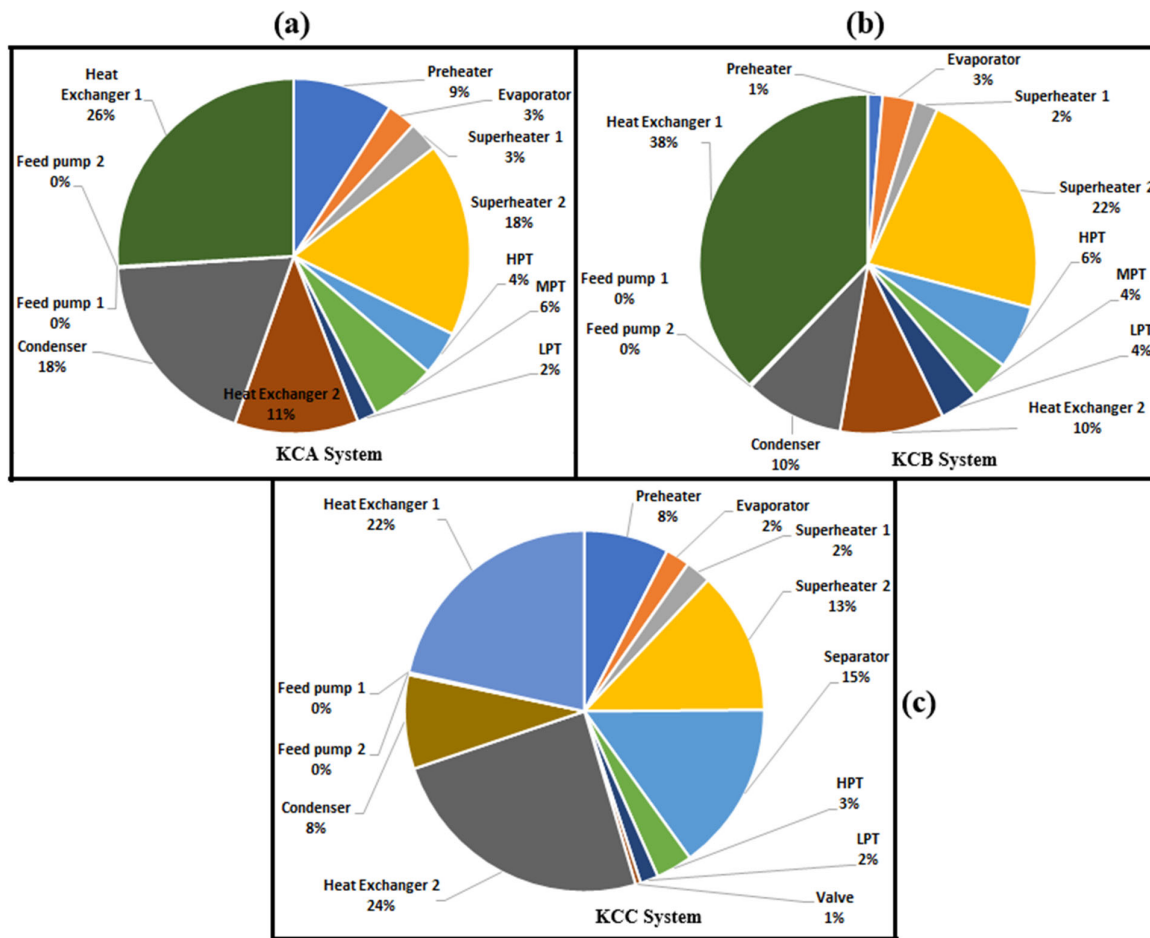 (a)
Heat
Exchanger 1
26%
Preheater
9%
Evaporator
3%
Superheater 1
3%
Superheater 2
18%
HPT
4%
MPT
6%
LPT
2%
Heat Exchanger 2
11%
Condenser
18%
Feed pump 1
0%
Feed pump 2
0%
KCA System
(b)
Preheater
1%
Evaporator
3%
Superheater 1
2%
Superheater 2
22%
HPT
6%
MPT
4%
LPT
4%
Heat Exchanger 2
10%
Condenser
10%
Feed pump 2
0%
Feed pump 1
0%
Heat Exchanger 1
38%
KCB System
(c)
Heat Exchanger 1
22%
Preheater
8%
Evaporator
2%
Superheater 1
2%
Superheater 2
13%
Separator
15%
HPT
3%
LPT
2%
Valve
1%
Heat Exchanger 2
24%
Condenser
8%
Feed pump 2
0%
Feed pump 1
0%
KCC System